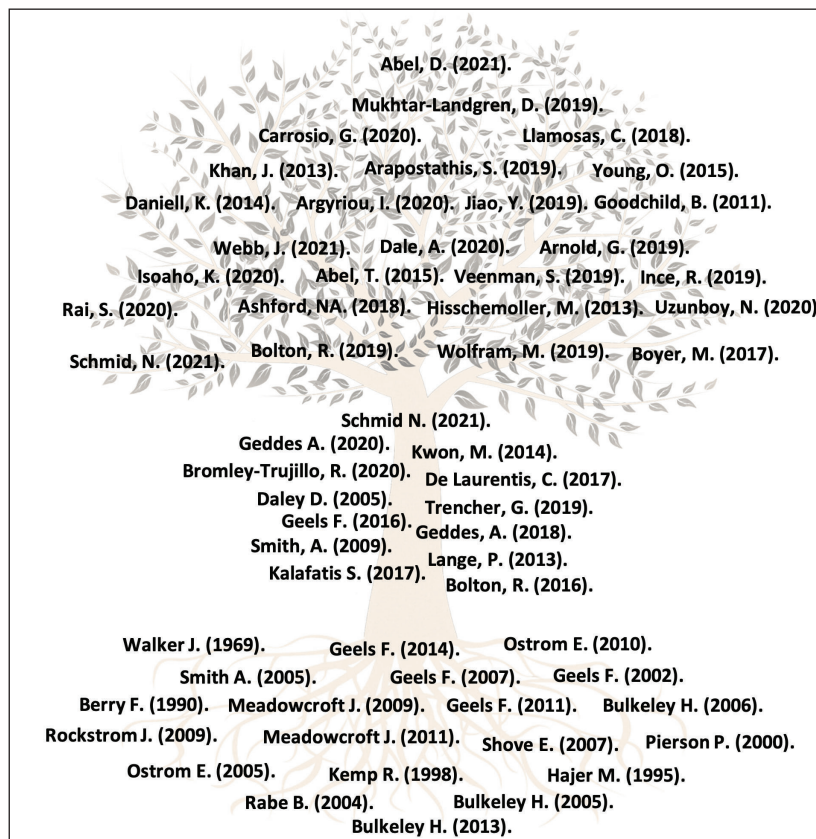 Abel, D. (2021).
Mukhtar-Landgren, D. (2019).
Carrosio, G. (2020). Llamosas, C. (2018).
Khan, J. (2013). Arapostathis, S. (2019). Young, O. (2015).
Daniell, K. (2014). Argyriou, I. (2020). Jiao, Y. (2019). Goodchild, B. (2011).
Webb, J. (2021). Dale, A. (2020). Arnold, G. (2019).
Isoaho, K. (2020). Abel, T. (2015). Veenman, S. (2019). Ince, R. (2019).
Rai, S. (2020). Ashford, NA. (2018). Hisschemoller, M. (2013). Uzunboy, N. (2020)
Schmid, N. (2021). Bolton, R. (2019). Wolfram, M. (2019). Boyer, M. (2017).
Schmid N. (2021).
Geddes A. (2020). Kwon, M. (2014).
Bromley-Trujillo, R. (2020). De Laurentis, C. (2017).
Daley D. (2005). Trencher, G. (2019).
Geels F. (2016). Geddes, A. (2018).
Smith, A. (2009). Lange, P. (2013).
Kalafatis S. (2017). Bolton, R. (2016).
Walker J. (1969). Geels F. (2014). Ostrom E. (2010).
Smith A. (2005). Geels F. (2007). Geels F. (2002).
Berry F. (1990). Meadowcroft J. (2009). Geels F. (2011). Bulkeley H. (2006).
Rockstrom J. (2009). Meadowcroft J. (2011). Shove E. (2007). Pierson P. (2000).
Ostrom E. (2005). Kemp R. (1998). Hajer M. (1995).
Rabe B. (2004). Bulkeley H. (2005).
Bulkeley H. (2013).